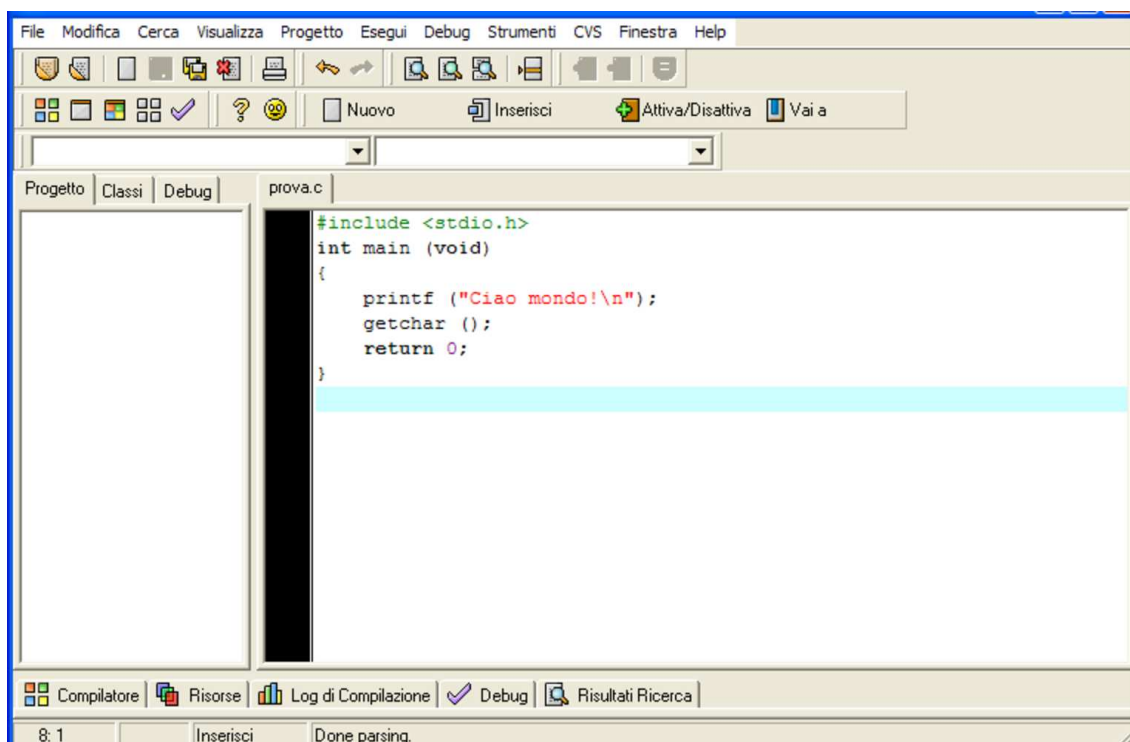 File Modifica Cerca Visualizza Progetto Esegui Debug Strumenti CVS Finestra Help
Nuovo Inserisci Attiva/Disattiva Vai a
Progetto Classi Debug prova.c
#include <stdio.h>
int main (void)
{
    printf ("Ciao mondo!\n");
    getchar ();
    return 0;
}
Compilatore Risorse Log di Compilazione Debug Risultati Ricerca
8: 1 Inserisci Done parsing.